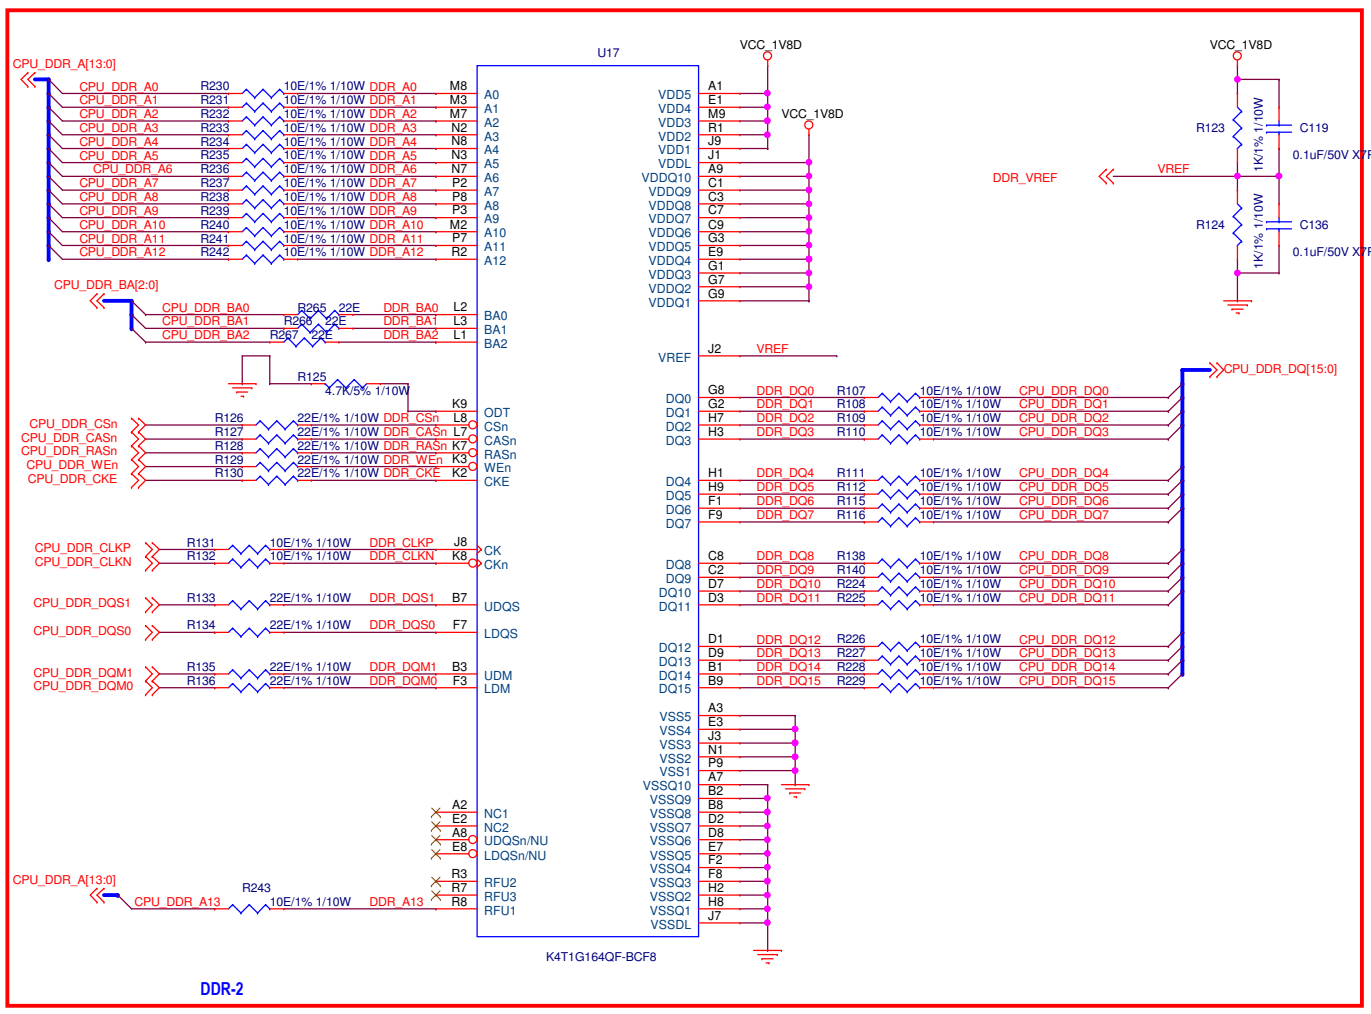 U17
VCC_1V8D
VCC_1V8D
VCC_1V8D
CPU_DDR_A[13:0]
CPU_DDR_A0 R230 10E/1% 1/10W DDR_A0 M8 A0
CPU_DDR_A1 R231 10E/1% 1/10W DDR_A1 M3 A1
CPU_DDR_A2 R232 10E/1% 1/10W DDR_A2 M7 A2
CPU_DDR_A3 R233 10E/1% 1/10W DDR_A3 N2 A3
CPU_DDR_A4 R234 10E/1% 1/10W DDR_A4 N8 A4
CPU_DDR_A5 R235 10E/1% 1/10W DDR_A5 N3 A5
CPU_DDR_A6 R236 10E/1% 1/10W DDR_A6 N7 A6
CPU_DDR_A7 R237 10E/1% 1/10W DDR_A7 P2 A7
CPU_DDR_A8 R238 10E/1% 1/10W DDR_A8 P8 A8
CPU_DDR_A9 R239 10E/1% 1/10W DDR_A9 P3 A9
CPU_DDR_A10 R240 10E/1% 1/10W DDR_A10 M2 A10
CPU_DDR_A11 R241 10E/1% 1/10W DDR_A11 P7 A11
CPU_DDR_A12 R242 10E/1% 1/10W DDR_A12 R2 A12
CPU_DDR_BA[2:0]
CPU_DDR_BA0 R265 22E DDR_BA0 L2 BA0
CPU_DDR_BA1 R266 22E DDR_BA1 L3 BA1
CPU_DDR_BA2 R267 22E DDR_BA2 L1 BA2
R125 4.7K/5% 1/10W K9 ODT
CPU_DDR_CSn R126 22E/1% 1/10W DDR_CSn L8 CSn
CPU_DDR_CASn R127 22E/1% 1/10W DDR_CASn L7 CASn
CPU_DDR_RASn R128 22E/1% 1/10W DDR_RASn K7 RASn
CPU_DDR_WEn R129 22E/1% 1/10W DDR_WEn K3 WEn
CPU_DDR_CKE R130 22E/1% 1/10W DDR_CKE K2 CKE
CPU_DDR_CLKP R131 10E/1% 1/10W DDR_CLKP J8 CK
CPU_DDR_CLKN R132 10E/1% 1/10W DDR_CLKN K8 CKn
CPU_DDR_DQS1 R133 22E/1% 1/10W DDR_DQS1 B7 UDQS
CPU_DDR_DQS0 R134 22E/1% 1/10W DDR_DQS0 F7 LDQS
CPU_DDR_DQM1 R135 22E/1% 1/10W DDR_DQM1 B3 UDM
CPU_DDR_DQM0 R136 22E/1% 1/10W DDR_DQM0 F3 LDM
A2 NC1
E2 NC2
A8 UDQSn/NU
E8 LDQSn/NU
R3 RFU2
R7 RFU3
CPU_DDR_A[13:0]
CPU_DDR_A13 R243 10E/1% 1/10W DDR_A13 R8 RFU1
VDD5 A1
VDD4 E1
VDD3 M9
VDD2 R1
VDD1 J9
VDDL J1
VDDQ10 A9
VDDQ9 C1
VDDQ8 C3
VDDQ7 C7
VDDQ6 C9
VDDQ5 G3
VDDQ4 E9
VDDQ3 G1
VDDQ2 G7
VDDQ1 G9
VREF J2 VREF
DQ0 G8 DDR_DQ0 R107 10E/1% 1/10W CPU_DDR_DQ0
DQ1 G2 DDR_DQ1 R108 10E/1% 1/10W CPU_DDR_DQ1
DQ2 H7 DDR_DQ2 R109 10E/1% 1/10W CPU_DDR_DQ2
DQ3 H3 DDR_DQ3 R110 10E/1% 1/10W CPU_DDR_DQ3
DQ4 H1 DDR_DQ4 R111 10E/1% 1/10W CPU_DDR_DQ4
DQ5 H9 DDR_DQ5 R112 10E/1% 1/10W CPU_DDR_DQ5
DQ6 F1 DDR_DQ6 R115 10E/1% 1/10W CPU_DDR_DQ6
DQ7 F9 DDR_DQ7 R116 10E/1% 1/10W CPU_DDR_DQ7
DQ8 C8 DDR_DQ8 R138 10E/1% 1/10W CPU_DDR_DQ8
DQ9 C2 DDR_DQ9 R140 10E/1% 1/10W CPU_DDR_DQ9
DQ10 D7 DDR_DQ10 R224 10E/1% 1/10W CPU_DDR_DQ10
DQ11 D3 DDR_DQ11 R225 10E/1% 1/10W CPU_DDR_DQ11
DQ12 D1 DDR_DQ12 R226 10E/1% 1/10W CPU_DDR_DQ12
DQ13 D9 DDR_DQ13 R227 10E/1% 1/10W CPU_DDR_DQ13
DQ14 B1 DDR_DQ14 R228 10E/1% 1/10W CPU_DDR_DQ14
DQ15 B9 DDR_DQ15 R229 10E/1% 1/10W CPU_DDR_DQ15
CPU_DDR_DQ[15:0]
VSS5 A3
VSS4 E3
VSS3 J3
VSS2 N1
VSS1 P9
VSSQ10 A7
VSSQ9 B2
VSSQ8 B8
VSSQ7 D2
VSSQ6 D8
VSSQ5 E7
VSSQ4 F2
VSSQ3 F8
VSSQ2 H2
VSSQ1 H8
VSSDL J7
R123 1K/1% 1/10W C119
0.1uF/50V X7R
DDR_VREF VREF
R124 1K/1% 1/10W C136
0.1uF/50V X7R
K4T1G164QF-BCF8
DDR-2